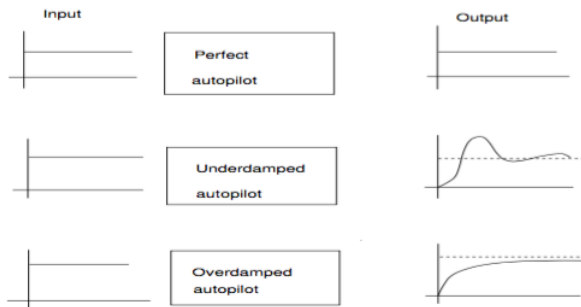 Input
Output
Perfect
autopilot
Underdamped
autopilot
Overdamped
autopilot